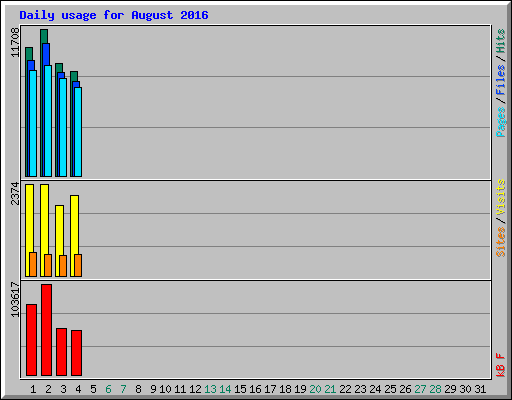 Daily usage for August 2016
11708
2374
103617
Pages/Files/Hits
Sites/Visits
kB F
1 2 3 4 5 6 7 8 9 10 11 12 13 14 15 16 17 18 19 20 21 22 23 24 25 26 27 28 29 30 31